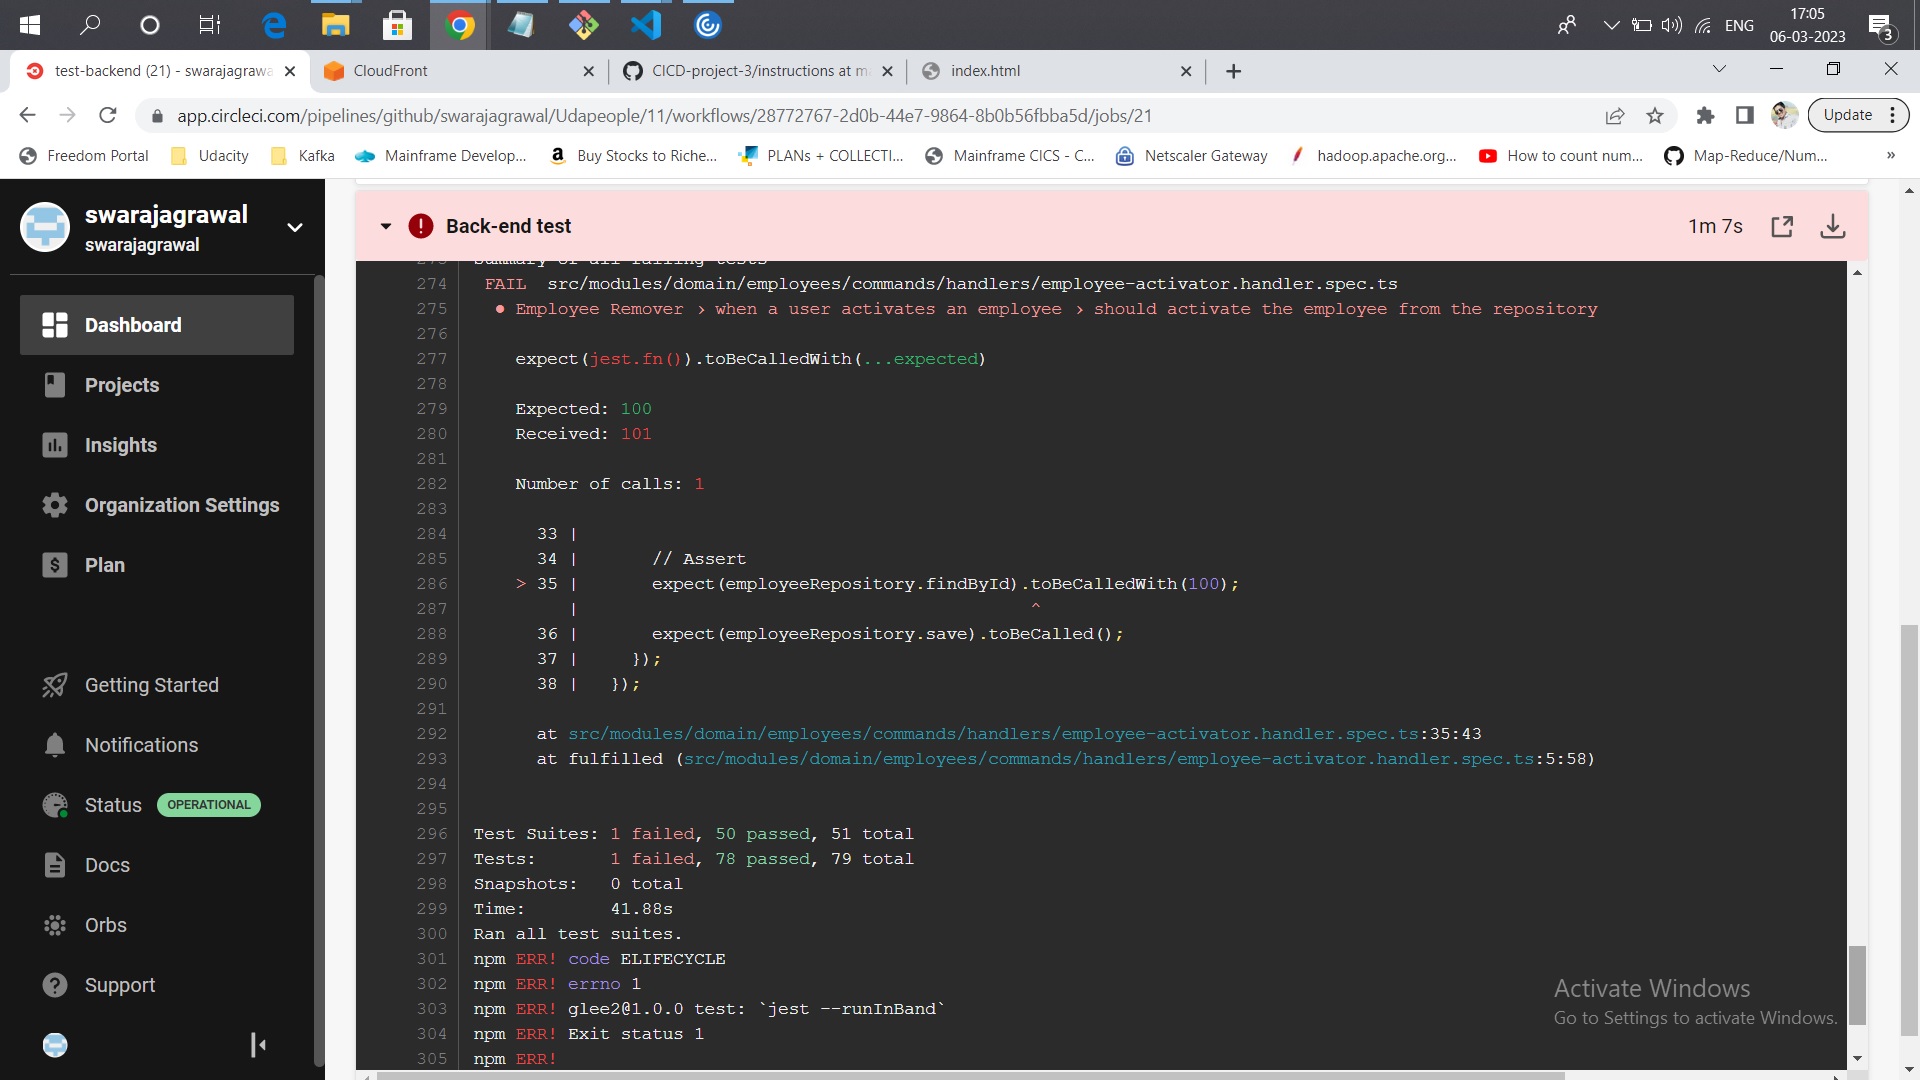 ENG
17:05
06-03-2023
3
test-backend (21) - swarajagrawa
CloudFront
CICD-project-3/instructions at m
index.html
app.circleci.com/pipelines/github/swarajagrawal/Udapeople/11/workflows/28772767-2d0b-44e7-9864-8b0b56fbba5d/jobs/21
Update
Freedom Portal
Udacity
Kafka
Mainframe Develop...
Buy Stocks to Riche...
PLANs + COLLECTI...
Mainframe CICS - C...
Netscaler Gateway
hadoop.apache.org...
How to count num...
Map-Reduce/Num...
»
swarajagrawal
swarajagrawal
Dashboard
Projects
Insights
Organization Settings
Plan
Getting Started
Notifications
Status OPERATIONAL
Docs
Orbs
Support
Back-end test
1m 7s
273 Summary of all failing tests
274 FAIL src/modules/domain/employees/commands/handlers/employee-activator.handler.spec.ts
275 ● Employee Remover › when a user activates an employee › should activate the employee from the repository
276
277 expect(jest.fn()).toBeCalledWith(...expected)
278
279 Expected: 100
280 Received: 101
281
282 Number of calls: 1
283
284 33 |
285 34 | // Assert
286 > 35 | expect(employeeRepository.findById).toBeCalledWith(100);
287 | ^
288 36 | expect(employeeRepository.save).toBeCalled();
289 37 | });
290 38 | });
291
292 at src/modules/domain/employees/commands/handlers/employee-activator.handler.spec.ts:35:43
293 at fulfilled (src/modules/domain/employees/commands/handlers/employee-activator.handler.spec.ts:5:58)
294
295
296 Test Suites: 1 failed, 50 passed, 51 total
297 Tests: 1 failed, 78 passed, 79 total
298 Snapshots: 0 total
299 Time: 41.88s
300 Ran all test suites.
301 npm ERR! code ELIFECYCLE
302 npm ERR! errno 1
303 npm ERR! glee2@1.0.0 test: `jest --runInBand`
304 npm ERR! Exit status 1
305 npm ERR!
Activate Windows
Go to Settings to activate Windows.